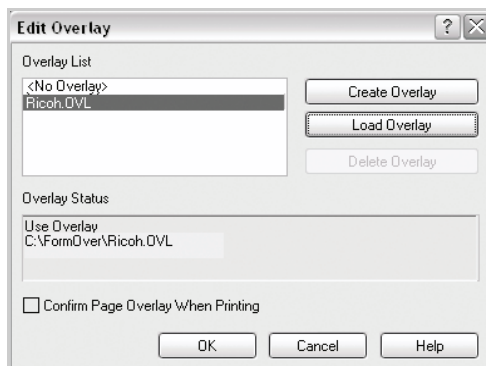 Edit Overlay
Overlay List
<No Overlay>
Ricoh.OVL
Create Overlay
Load Overlay
Delete Overlay
Overlay Status
Use Overlay
C:\FormOver\Ricoh.OVL
Confirm Page Overlay When Printing
OK
Cancel
Help